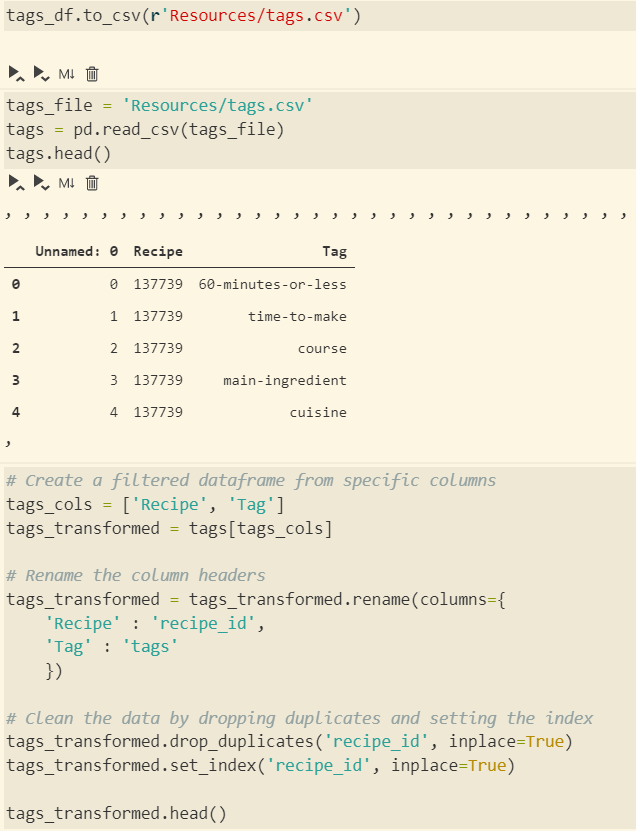 tags_df.to_csv(r'Resources/tags.csv')
M↓
tags_file = 'Resources/tags.csv'
tags = pd.read_csv(tags_file)
tags.head()
M↓
, , , , , , , , , , , , , , , , , , , , , , , , , , , , , , , , ,
Unnamed: 0 Recipe Tag
0 0 137739 60-minutes-or-less
1 1 137739 time-to-make
2 2 137739 course
3 3 137739 main-ingredient
4 4 137739 cuisine
,
# Create a filtered dataframe from specific columns
tags_cols = ['Recipe', 'Tag']
tags_transformed = tags[tags_cols]
# Rename the column headers
tags_transformed = tags_transformed.rename(columns={
'Recipe' : 'recipe_id',
'Tag' : 'tags'
})
# Clean the data by dropping duplicates and setting the index
tags_transformed.drop_duplicates('recipe_id', inplace=True)
tags_transformed.set_index('recipe_id', inplace=True)
tags_transformed.head()